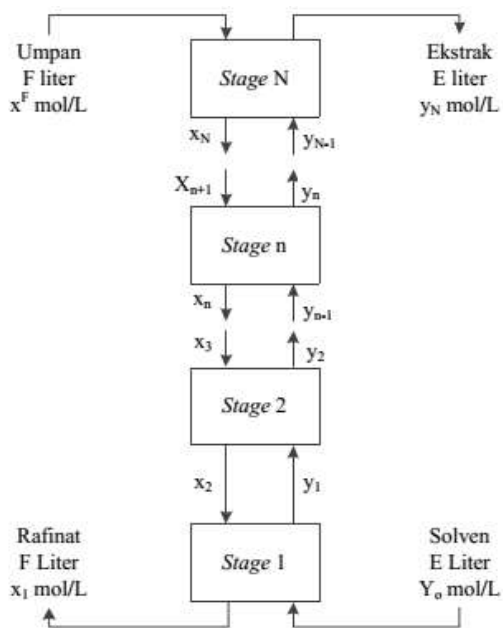 Umpan
F liter
x^F mol/L
Stage N
Ekstrak
E liter
y_N mol/L
x_N
y_N-1
X_n+1
y_n
Stage n
x_n
y_n-1
x_3
y_2
Stage 2
x_2
y_1
Rafinat
F Liter
x_1 mol/L
Stage 1
Solven
E Liter
Y_o mol/L